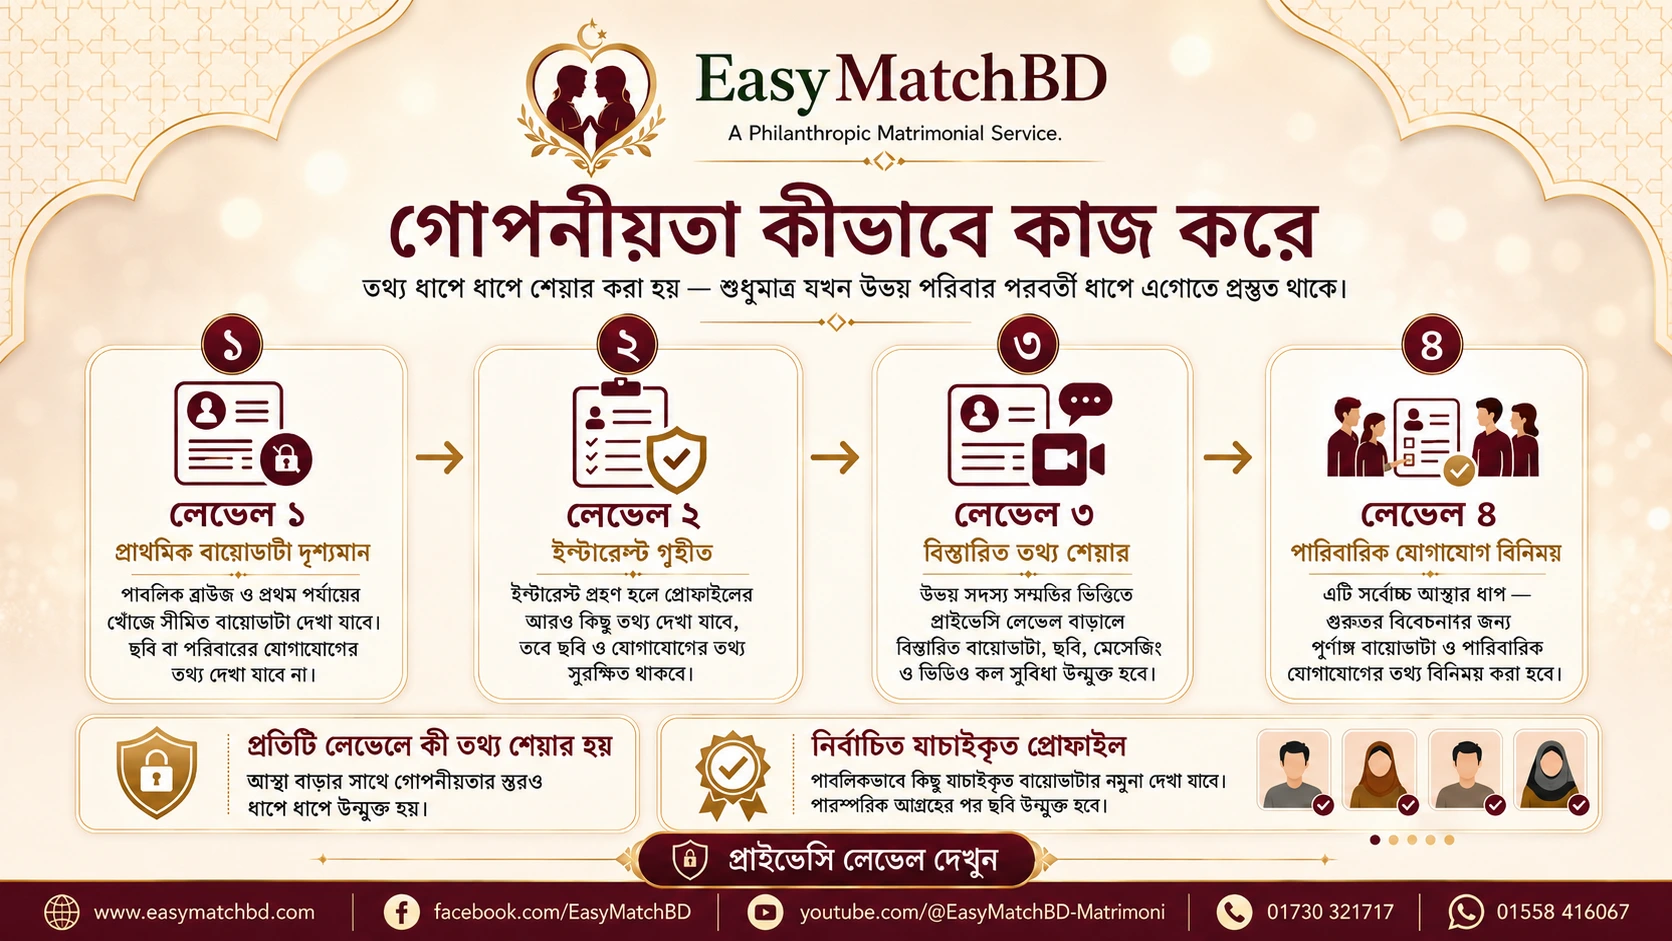 EasyMatchBD
A Philanthropic Matrimonial Service.
গোপনীয়তা কীভাবে কাজ করে
তথ্য ধাপে ধাপে শেয়ার করা হয় — শুধুমাত্র যখন উভয় পরিবার পরবর্তী ধাপে এগোতে প্রস্তুত থাকে।
১
লেভেল ১
প্রাথমিক বায়োডাটা দৃশ্যমান
পাবলিক ব্রাউজ ও প্রথম পর্যায়ের
খোঁজে সীমিত বায়োডাটা দেখা যাবে।
ছবি বা পরিবারের যোগাযোগের
তথ্য দেখা যাবে না।
২
লেভেল ২
ইন্টারেস্ট গৃহীত
ইন্টারেস্ট গ্রহণ হলে প্রোফাইলের
আরও কিছু তথ্য দেখা যাবে,
তবে ছবি ও যোগাযোগের তথ্য
সুরক্ষিত থাকবে।
৩
লেভেল ৩
বিস্তারিত তথ্য শেয়ার
উভয় সদস্য সম্মতির ভিত্তিতে
প্রাইভেসি লেভেল বাড়ালে
বিস্তারিত বায়োডাটা, ছবি, মেসেজিং
ও ভিডিও কল সুবিধা উন্মুক্ত হবে।
৪
লেভেল ৪
পারিবারিক যোগাযোগ বিনিময়
এটি সর্বোচ্চ আস্থার ধাপ —
গুরুতর বিবেচনার জন্য
পূর্ণাঙ্গ বায়োডাটা ও পারিবারিক
যোগাযোগের তথ্য বিনিময় করা হবে।
প্রতিটি লেভেলে কী তথ্য শেয়ার হয়
আস্থা বাড়ার সাথে গোপনীয়তার স্তরও
ধাপে ধাপে উন্মুক্ত হয়।
নির্বাচিত যাচাইকৃত প্রোফাইল
পাবলিকভাবে কিছু যাচাইকৃত বায়োডাটার নমুনা দেখা যাবে।
পারস্পরিক আগ্রহের পর ছবি উন্মুক্ত হবে।
প্রাইভেসি লেভেল দেখুন
www.easymatchbd.com
facebook.com/EasyMatchBD
youtube.com/@EasyMatchBD-Matrimoni
01730 321717
01558 416067